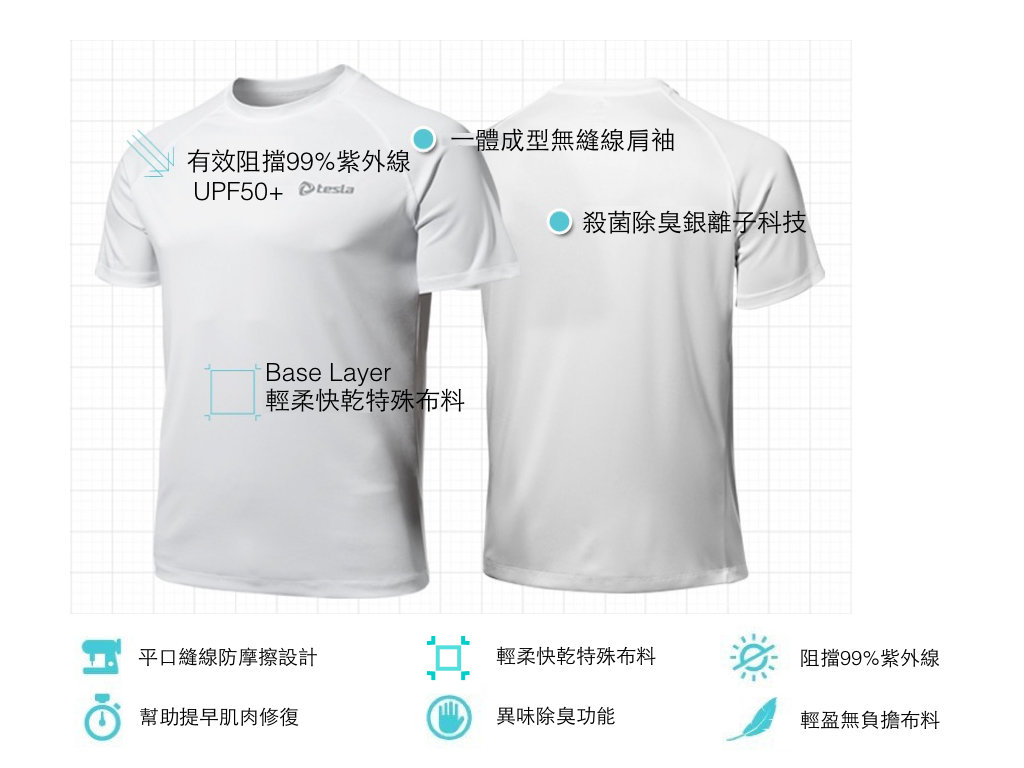 一體成型無縫線肩袖
有效阻擋99%紫外線
UPF50+
tesla
殺菌除臭銀離子科技
Base Layer
輕柔快乾特殊布料
平口縫線防摩擦設計
輕柔快乾特殊布料
阻擋99%紫外線
幫助提早肌肉修復
異味除臭功能
輕盈無負擔布料